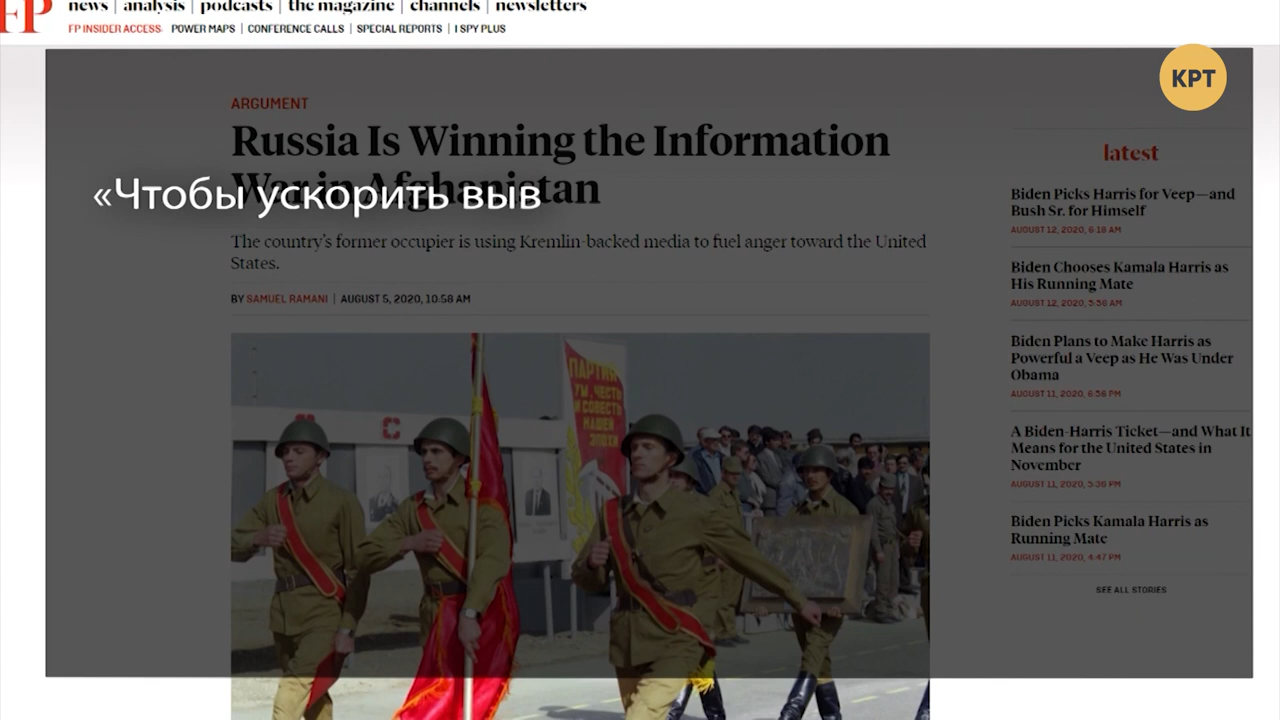 FP
news | analysis | podcasts | the magazine | channels | newsletters
FP INSIDER ACCESS: POWER MAPS | CONFERENCE CALLS | SPECIAL REPORTS | I SPY PLUS
КРТ
ARGUMENT
Russia Is Winning the Information
War in Afghanistan
«Чтобы ускорить выв
The country's former occupier is using Kremlin-backed media to fuel anger toward the United
States.
BY SAMUEL RAMANI | AUGUST 5, 2020, 10:58 AM
ПАРТИЯ
УМ, ЧЕСТЬ
И СОВЕСТЬ
НАШЕЙ
ЭПОХИ
latest
Biden Picks Harris for Veep—and
Bush Sr. for Himself
AUGUST 12, 2020, 6:18 AM
Biden Chooses Kamala Harris as
His Running Mate
AUGUST 12, 2020, 5:56 AM
Biden Plans to Make Harris as
Powerful a Veep as He Was Under
Obama
AUGUST 11, 2020, 6:56 PM
A Biden-Harris Ticket—and What It
Means for the United States in
November
AUGUST 11, 2020, 5:36 PM
Biden Picks Kamala Harris as
Running Mate
AUGUST 11, 2020, 4:47 PM
SEE ALL STORIES